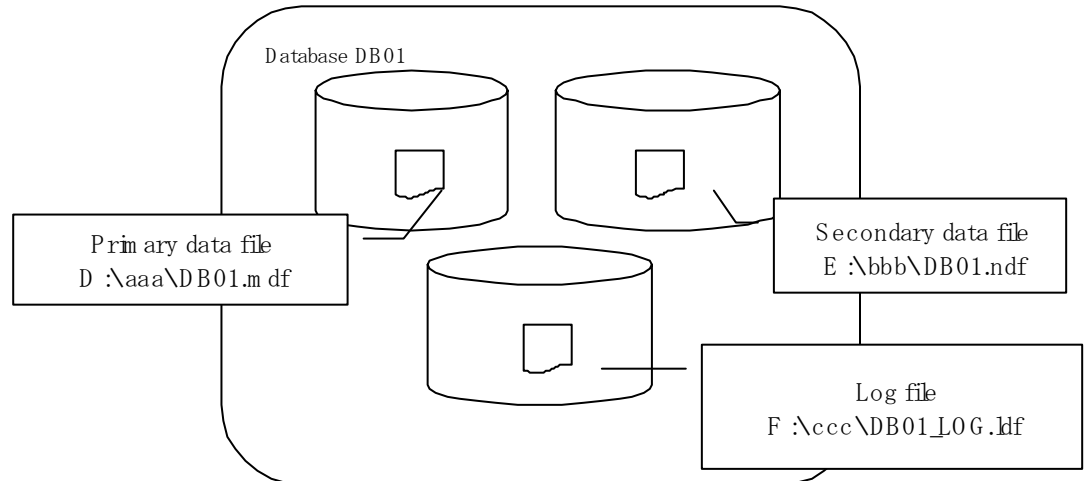 Database DB01
Primary data file
D:\aaa\DB01.mdf
Secondary data file
E:\bbb\DB01.ndf
Log file
F:\ccc\DB01_LOG.ldf